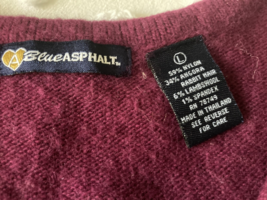 A
BlueASPHALT®
L
59% NYLON
34% ANGORA
RABBIT HAIR
6% LAMBSWOOL
1% SPANDEX
RN 78749
MADE IN THAILAND
SEE REVERSE
FOR CARE